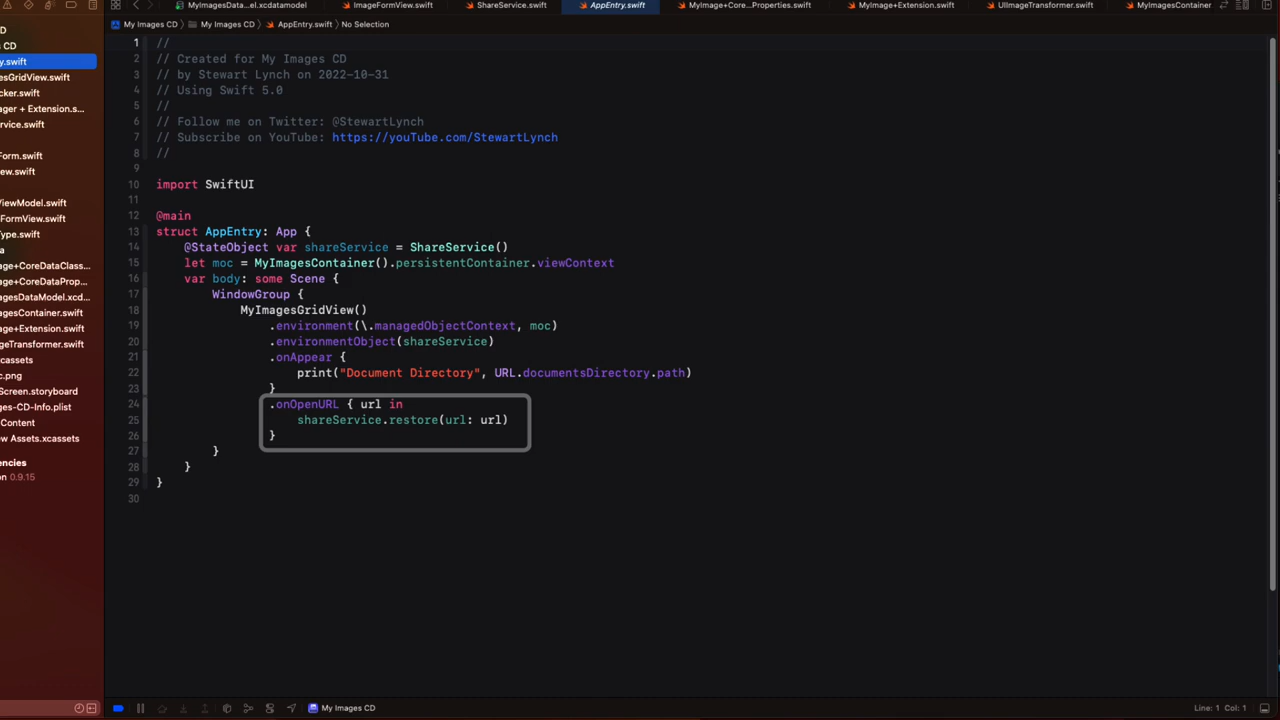 MyImagesData...el.xcdatamodel
ImageFormView.swift
ShareService.swift
AppEntry.swift
MyImage+Core...Properties.swift
MyImage+Extension.swift
UIImageTransformer.swift
MyImagesContainer
My Images CD
My Images CD
AppEntry.swift
No Selection
D
s CD
y.swift
esGridView.swift
cker.swift
ager + Extension.s...
rvice.swift
Form.swift
ew.swift
ViewModel.swift
FormView.swift
Type.swift
a
age+CoreDataClass...
age+CoreDataProp...
agesDataModel.xcd...
agesContainer.swift
age+Extension.swift
geTransformer.swift
xcassets
c.png
Screen.storyboard
ges-CD-Info.plist
Content
ew Assets.xcassets
encies
on 0.9.15
1 //
2 // Created for My Images CD
3 // by Stewart Lynch on 2022-10-31
4 // Using Swift 5.0
5 //
6 // Follow me on Twitter: @StewartLynch
7 // Subscribe on YouTube: https://youTube.com/StewartLynch
8 //
9
10 import SwiftUI
11
12 @main
13 struct AppEntry: App {
14 @StateObject var shareService = ShareService()
15 let moc = MyImagesContainer().persistentContainer.viewContext
16 var body: some Scene {
17 WindowGroup {
18 MyImagesGridView()
19 .environment(\.managedObjectContext, moc)
20 .environmentObject(shareService)
21 .onAppear {
22 print("Document Directory", URL.documentsDirectory.path)
23 }
24 .onOpenURL { url in
25 shareService.restore(url: url)
26 }
27 }
28 }
29 }
30
My Images CD
Line: 1 Col: 1